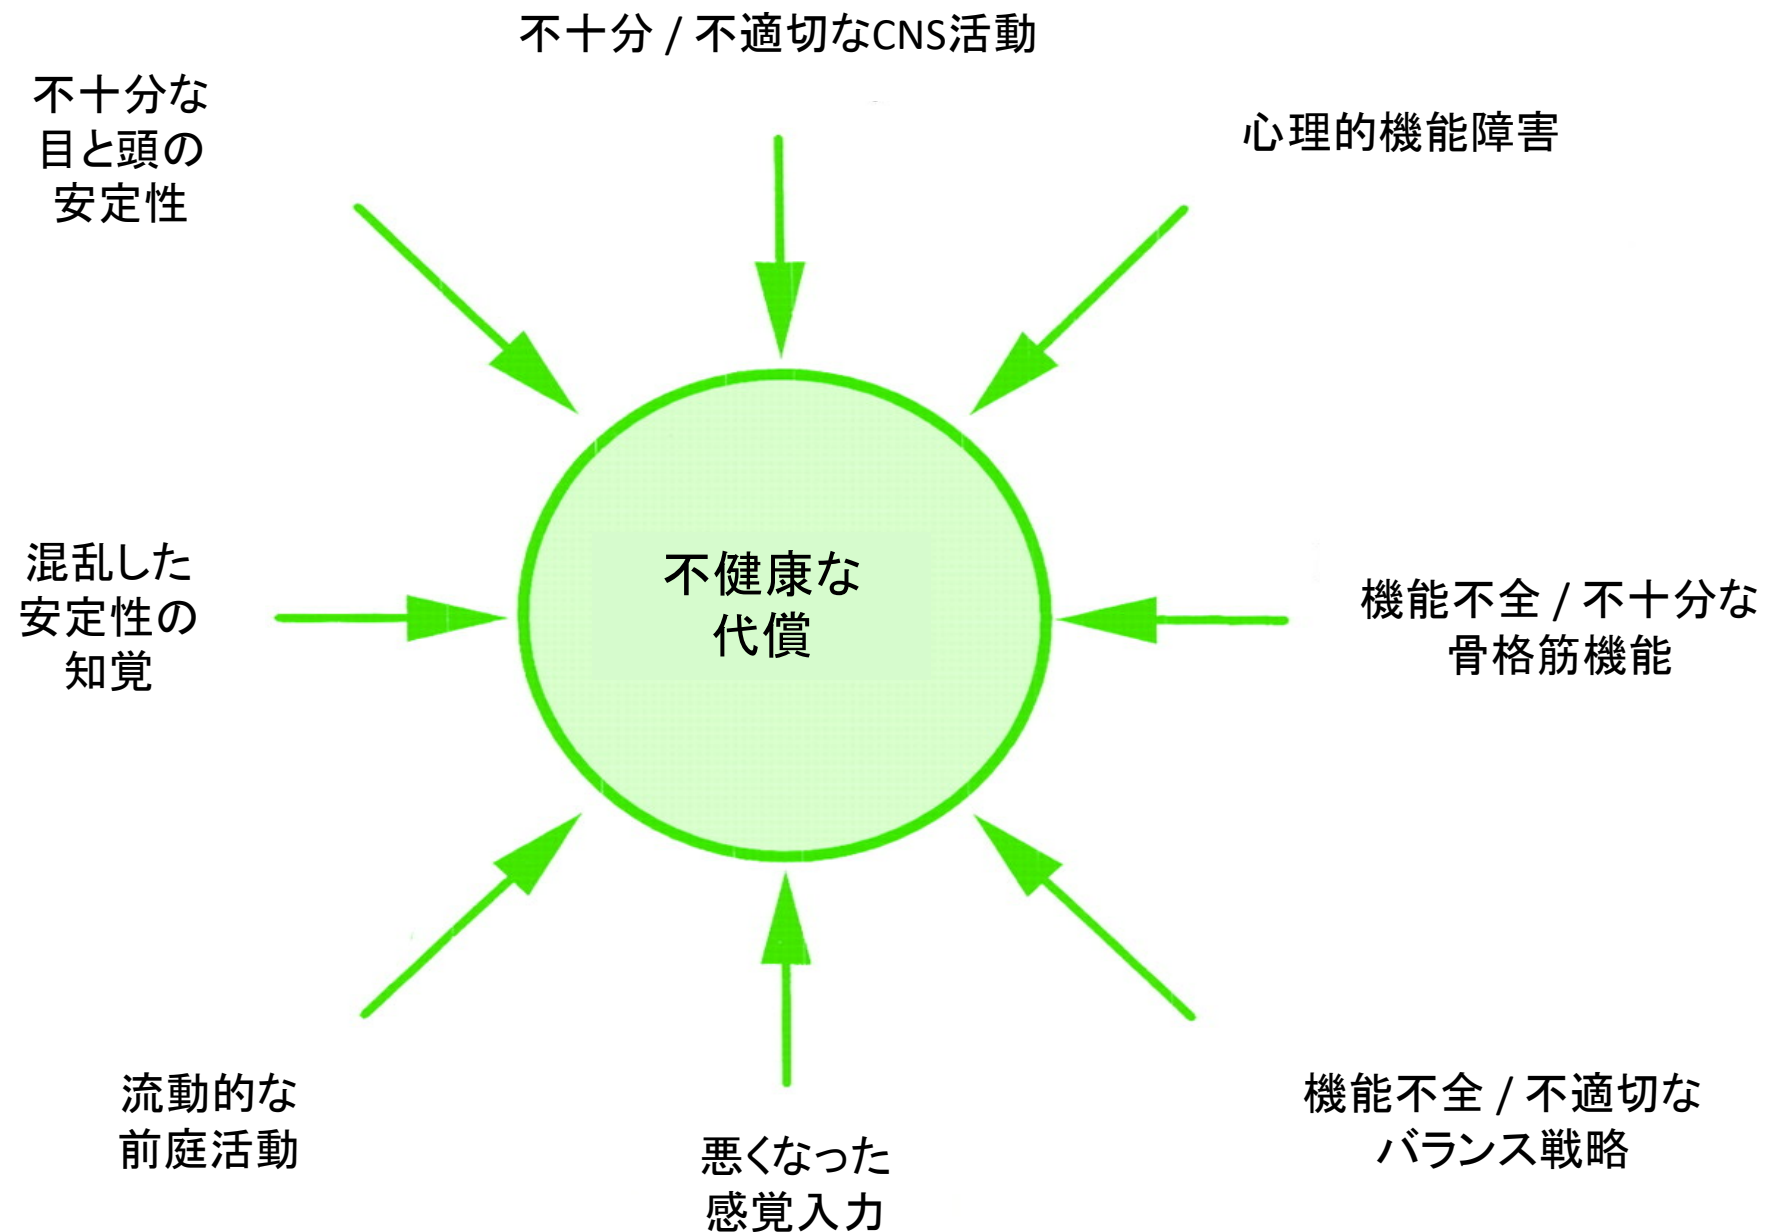 不十分 / 不適切なCNS活動
不十分な
目と頭の
安定性
心理的機能障害
混乱した
安定性の
知覚
不健康な
代償
機能不全 / 不十分な
骨格筋機能
流動的な
前庭活動
悪くなった
感覚入力
機能不全 / 不適切な
バランス戦略